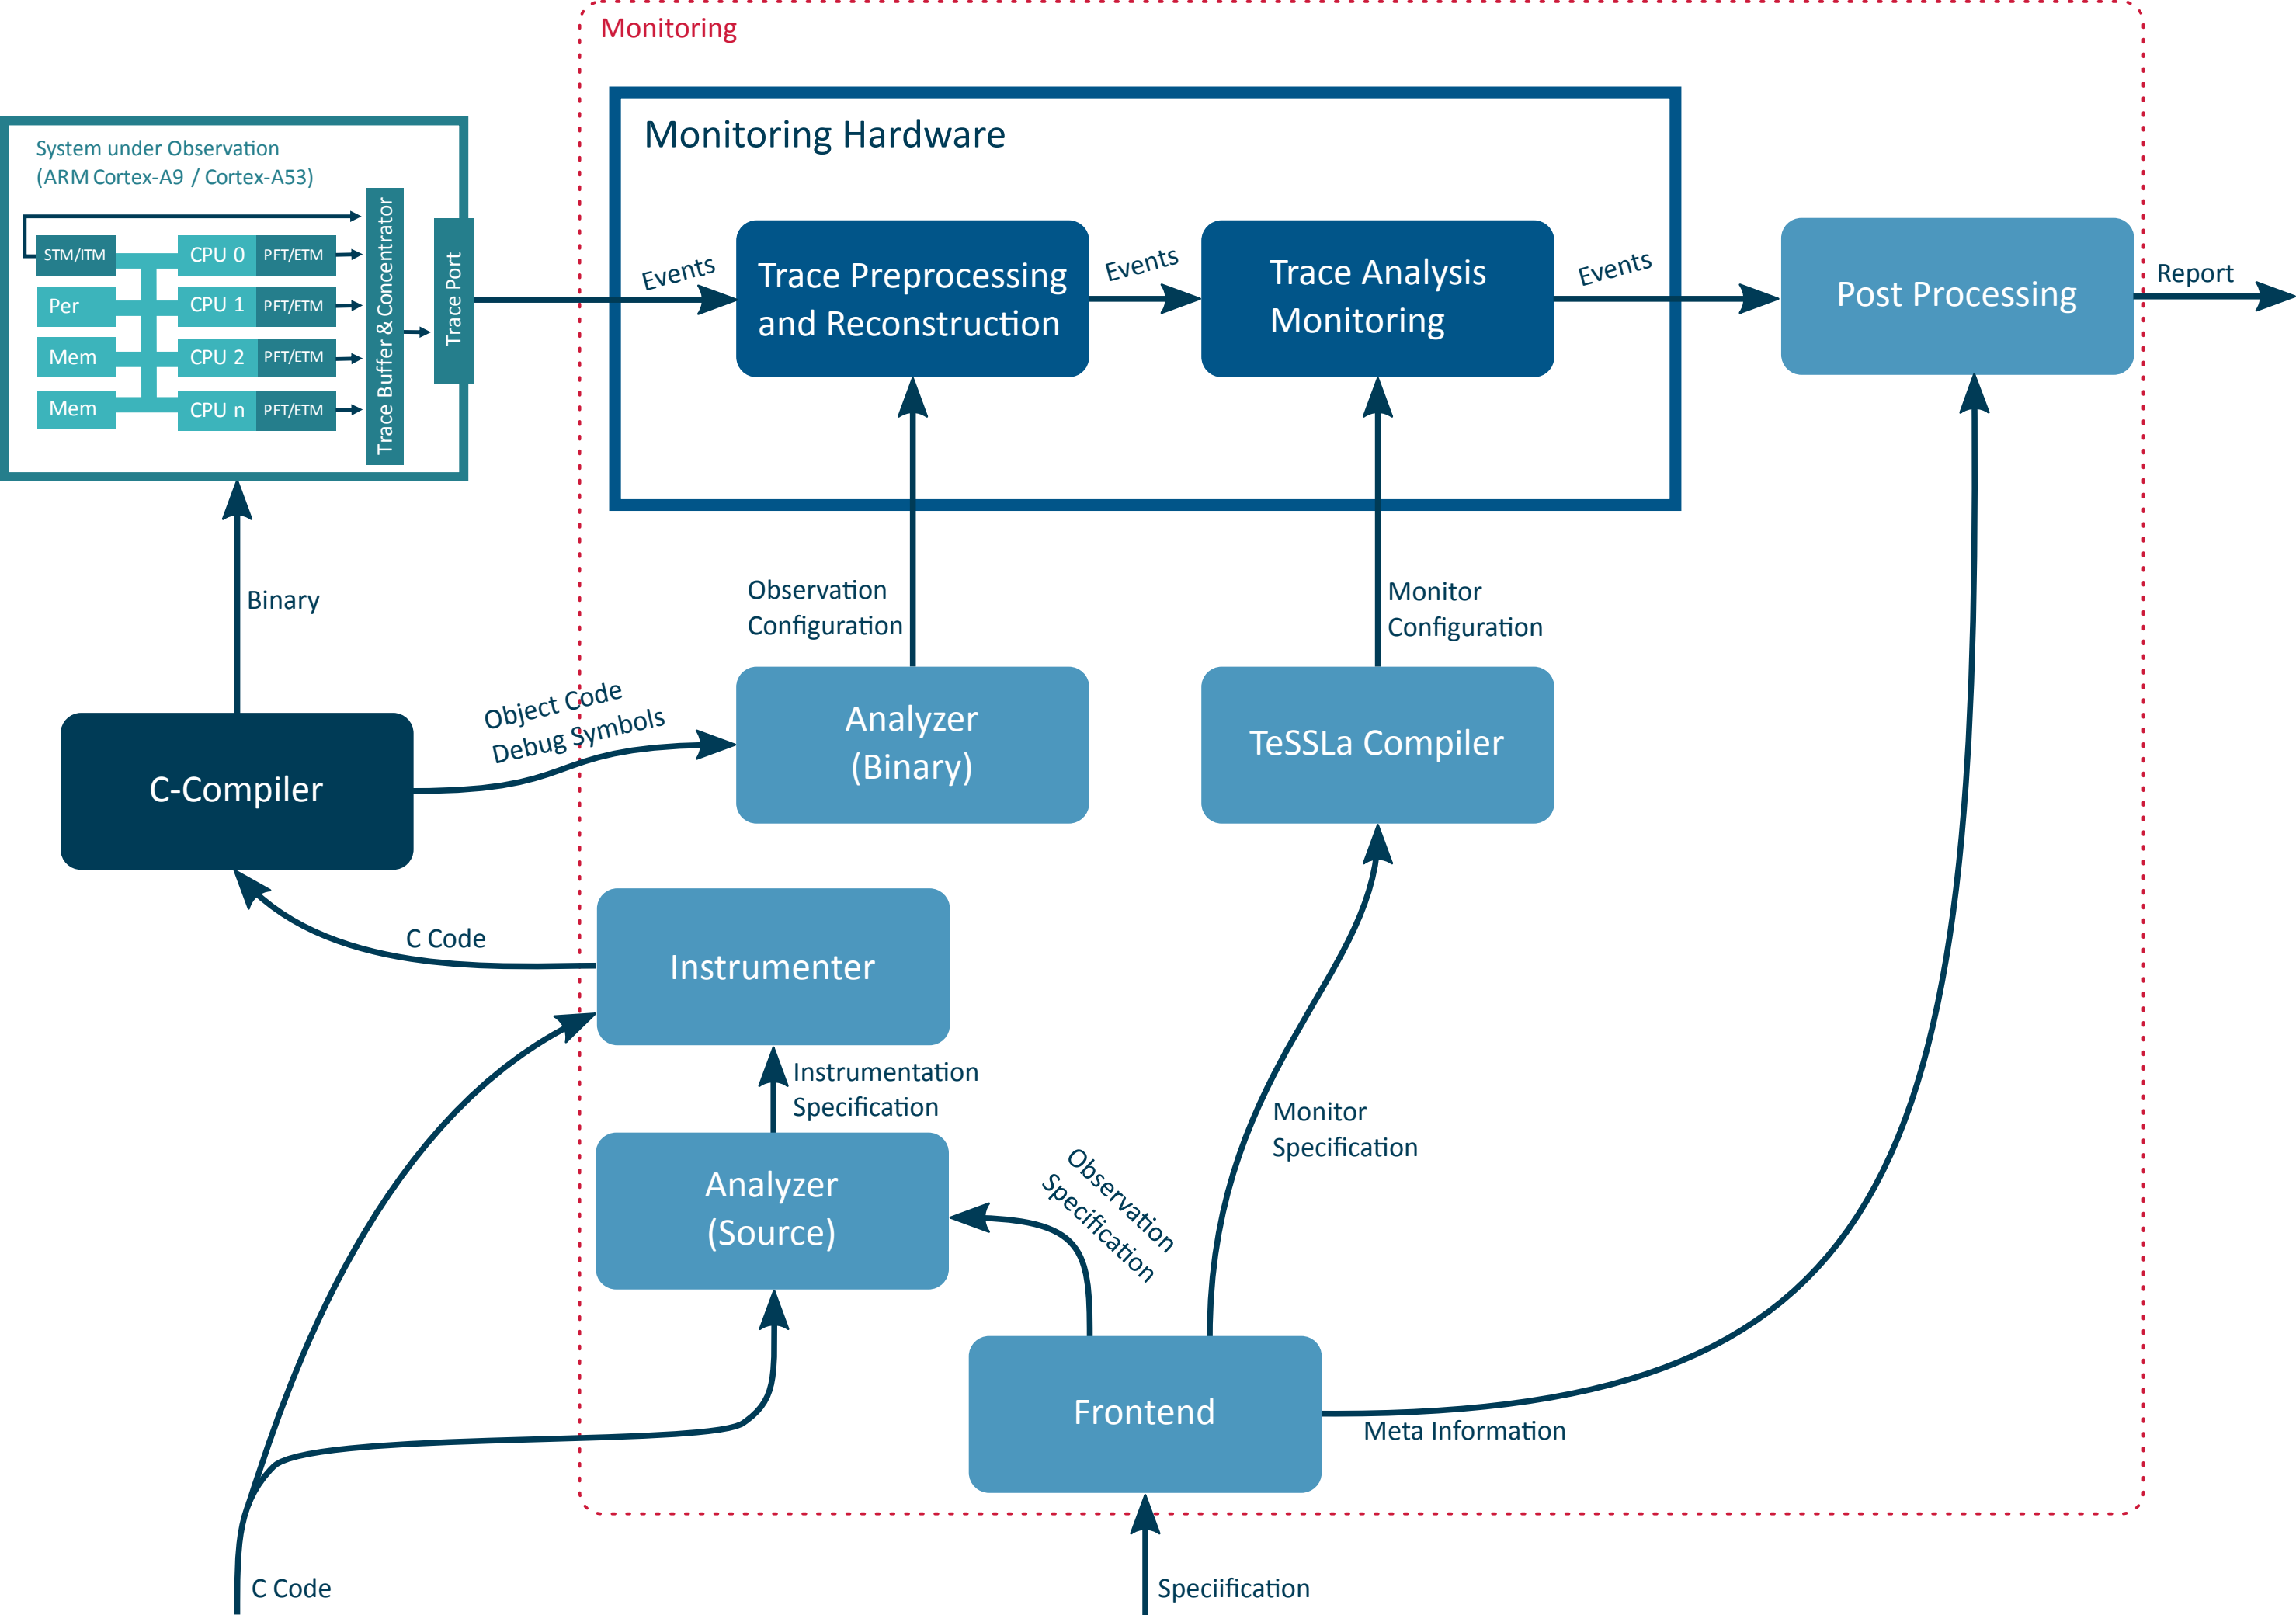 Monitoring
Monitoring Hardware
System under Observation
(ARM Cortex-A9 / Cortex-A53)
STM/ITM
CPU 0
PFT/ETM
Per
CPU 1
PFT/ETM
Mem
CPU 2
PFT/ETM
Mem
CPU n
PFT/ETM
Trace Buffer & Concentrator
Trace Port
Events
Trace Preprocessing
and Reconstruction
Events
Trace Analysis
Monitoring
Events
Post Processing
Report
Binary
Observation
Configuration
Monitor
Configuration
Object Code
Debug Symbols
C-Compiler
Analyzer
(Binary)
TeSSLa Compiler
C Code
Instrumenter
Instrumentation
Specification
Monitor
Specification
Analyzer
(Source)
Observation
Specification
Frontend
Meta Information
C Code
Speciification